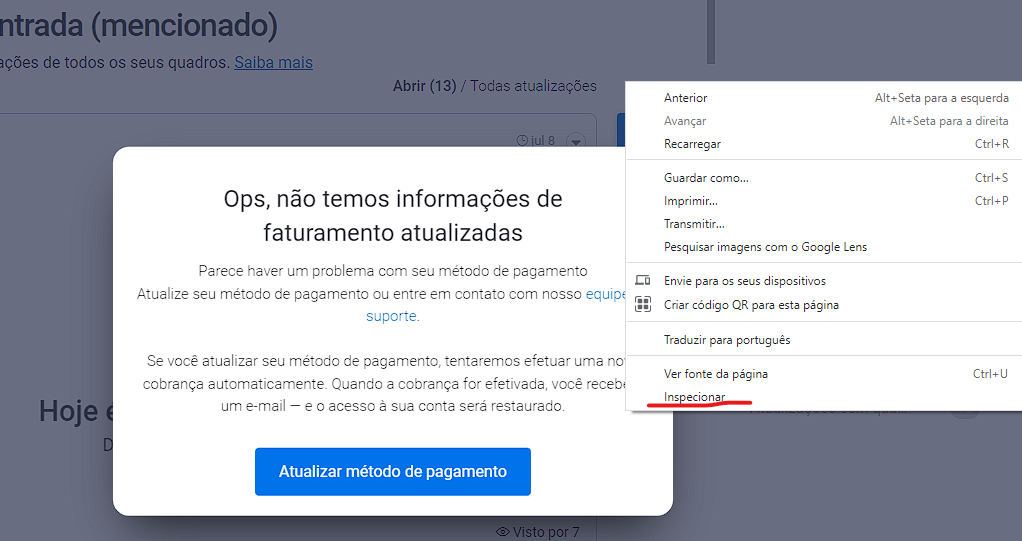 ntrada (mencionado)
ações de todos os seus quadros. Saiba mais
Abrir (13) / Todas atualizações
jul 8
Ops, não temos informações de
faturamento atualizadas
Parece haver um problema com seu método de pagamento
Atualize seu método de pagamento ou entre em contato com nosso equipe
suporte.
Se você atualizar seu método de pagamento, tentaremos efetuar uma no
cobrança automaticamente. Quando a cobrança for efetivada, você recebe
um e-mail — e o acesso à sua conta será restaurado.
Atualizar método de pagamento
Hoje é
D
Visto por 7
Anterior Alt+Seta para a esquerda
Avançar Alt+Seta para a direita
Recarregar Ctrl+R
Guardar como... Ctrl+S
Imprimir... Ctrl+P
Transmitir...
Pesquisar imagens com o Google Lens
Envie para os seus dispositivos
Criar código QR para esta página
Traduzir para português
Ver fonte da página Ctrl+U
Inspecionar